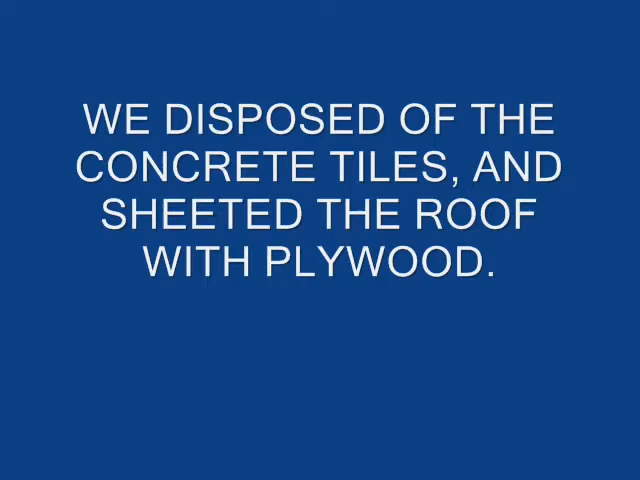 WE DISPOSED OF THE
CONCRETE TILES, AND
SHEETED THE ROOF
WITH PLYWOOD.